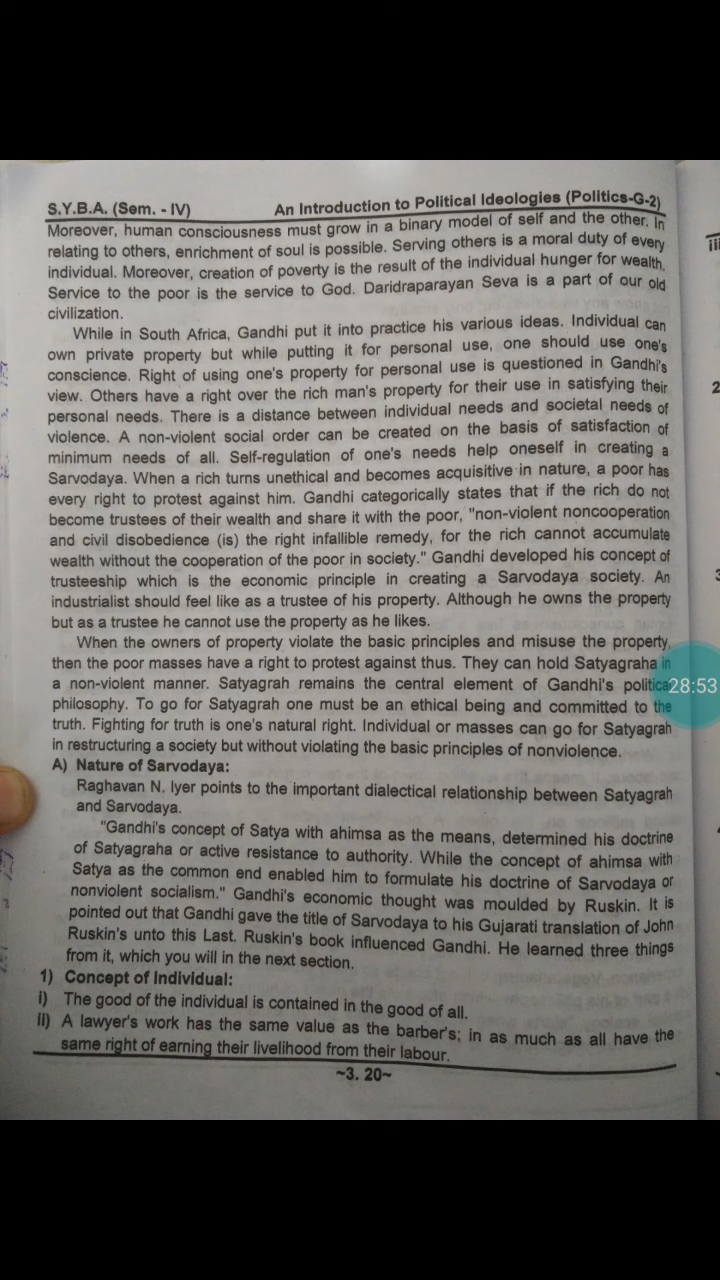 S.Y.B.A. (Sem. - IV) An Introduction to Political Ideologies (Politics-G-2)
Moreover, human consciousness must grow in a binary model of self and the other. In
relating to others, enrichment of soul is possible. Serving others is a moral duty of every
individual. Moreover, creation of poverty is the result of the individual hunger for wealth.
Service to the poor is the service to God. Daridraparayan Seva is a part of our old
civilization.
While in South Africa, Gandhi put it into practice his various ideas. Individual can
own private property but while putting it for personal use, one should use one's
conscience. Right of using one's property for personal use is questioned in Gandhi's
view. Others have a right over the rich man's property for their use in satisfying their
personal needs. There is a distance between individual needs and societal needs of
violence. A non-violent social order can be created on the basis of satisfaction of
minimum needs of all. Self-regulation of one's needs help oneself in creating a
Sarvodaya. When a rich turns unethical and becomes acquisitive in nature, a poor has
every right to protest against him. Gandhi categorically states that if the rich do not
become trustees of their wealth and share it with the poor, "non-violent noncooperation
and civil disobedience (is) the right infallible remedy, for the rich cannot accumulate
wealth without the cooperation of the poor in society." Gandhi developed his concept of
trusteeship which is the economic principle in creating a Sarvodaya society. An
industrialist should feel like as a trustee of his property. Although he owns the property
but as a trustee he cannot use the property as he likes.
When the owners of property violate the basic principles and misuse the property,
then the poor masses have a right to protest against thus. They can hold Satyagraha in
a non-violent manner. Satyagrah remains the central element of Gandhi's politica
28:53
philosophy. To go for Satyagrah one must be an ethical being and committed to the
truth. Fighting for truth is one's natural right. Individual or masses can go for Satyagrah
in restructuring a society but without violating the basic principles of nonviolence.
A) Nature of Sarvodaya:
Raghavan N. Iyer points to the important dialectical relationship between Satyagrah
and Sarvodaya.
"Gandhi's concept of Satya with ahimsa as the means, determined his doctrine
of Satyagraha or active resistance to authority. While the concept of ahimsa with
Satya as the common end enabled him to formulate his doctrine of Sarvodaya or
nonviolent socialism." Gandhi's economic thought was moulded by Ruskin. It is
pointed out that Gandhi gave the title of Sarvodaya to his Gujarati translation of John
Ruskin's unto this Last. Ruskin's book influenced Gandhi. He learned three things
from it, which you will in the next section.
1) Concept of Individual:
i) The good of the individual is contained in the good of all.
ii) A lawyer's work has the same value as the barber's; in as much as all have the
same right of earning their livelihood from their labour.
~3. 20~